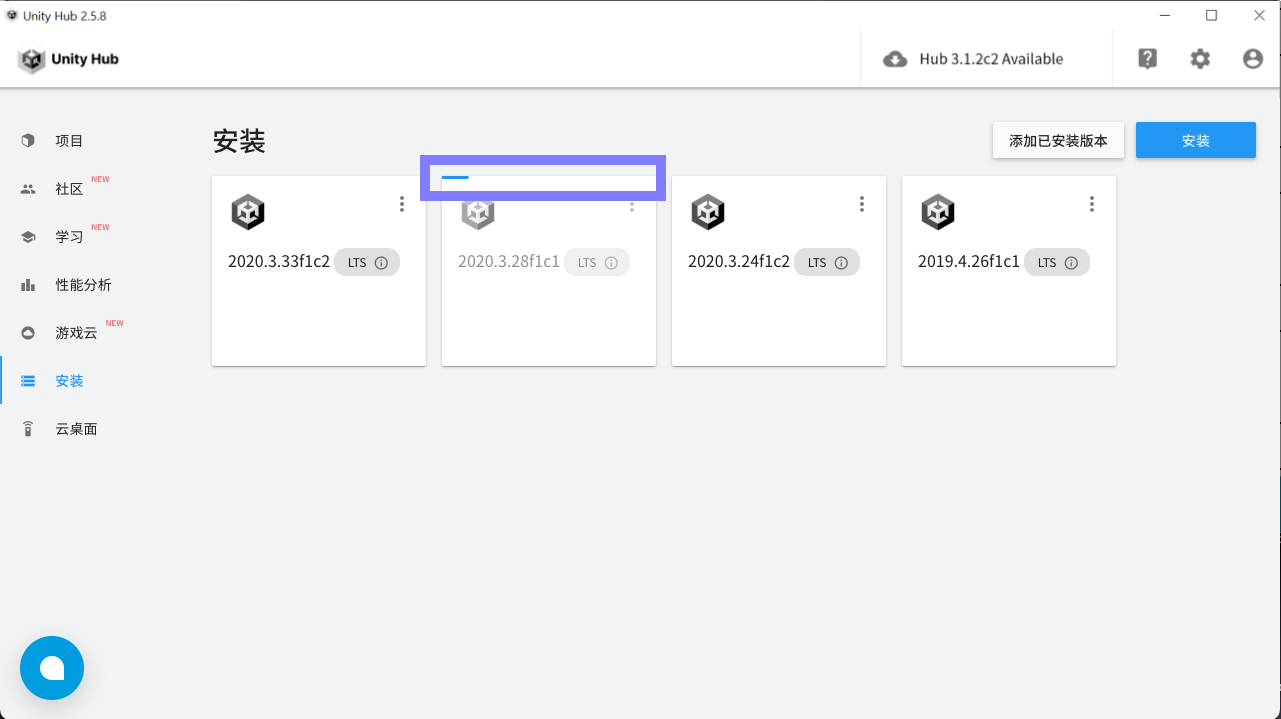 Unity Hub 2.5.8
Unity Hub
Hub 3.1.2c2 Available
项目
社区 NEW
学习 NEW
性能分析
游戏云 NEW
安装
云桌面
安装
添加已安装版本
安装
2020.3.33f1c2 LTS
2020.3.28f1c1 LTS
2020.3.24f1c2 LTS
2019.4.26f1c1 LTS